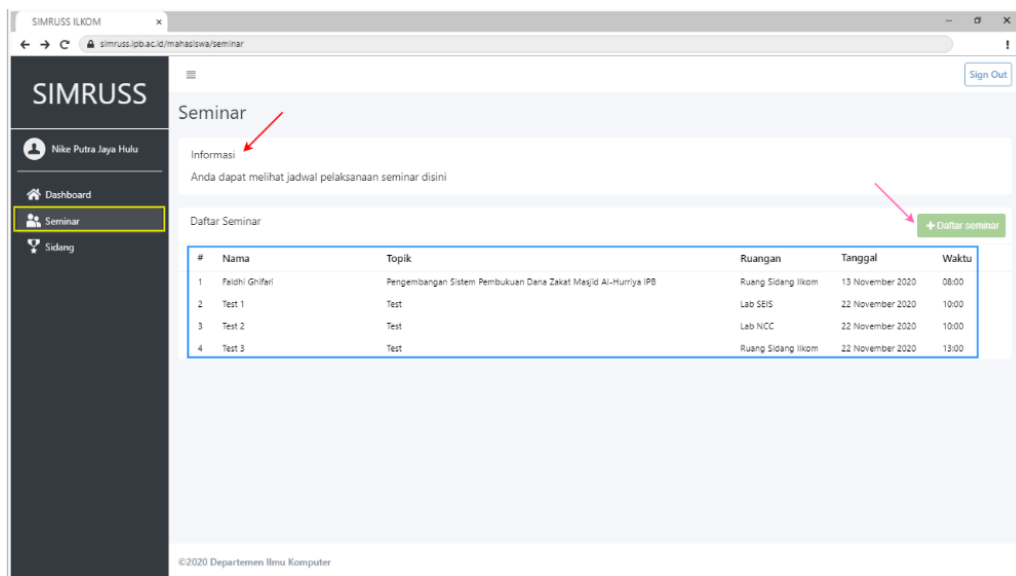 SIMRUSS ILKOM
simruss.ipb.ac.id/mahasiswa/seminar
SIMRUSS
Sign Out
Seminar
Nike Putra Jaya Hulu
Informasi
Anda dapat melihat jadwal pelaksanaan seminar disini
Dashboard
Seminar
Sidang
Daftar Seminar
+ Daftar seminar
# Nama Topik Ruangan Tanggal Waktu
1 Faldhi Ghifari Pengembangan Sistem Pembukuan Dana Zakat Masjid Al-Hurriya IPB Ruang Sidang Ilkom 13 November 2020 08:00
2 Test 1 Test Lab SEIS 22 November 2020 10:00
3 Test 2 Test Lab NCC 22 November 2020 10:00
4 Test 3 Test Ruang Sidang Ilkom 22 November 2020 13:00
©2020 Departemen Ilmu Komputer